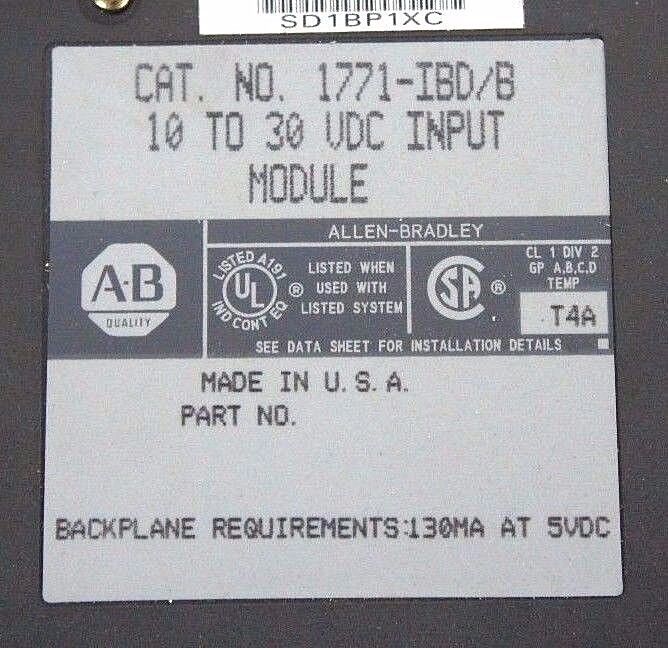 SD1BP1XC
CAT. NO. 1771-IBD/B
10 TO 30 VDC INPUT
MODULE
ALLEN-BRADLEY
A·B
QUALITY
LISTED A191
UL
IND CONT EQ
®
LISTED WHEN
USED WITH
LISTED SYSTEM
SA
®
CL 1 DIV 2
GP A,B,C,D
TEMP
T4A
SEE DATA SHEET FOR INSTALLATION DETAILS
MADE IN U.S.A.
PART NO.
BACKPLANE REQUIREMENTS:130MA AT 5VDC